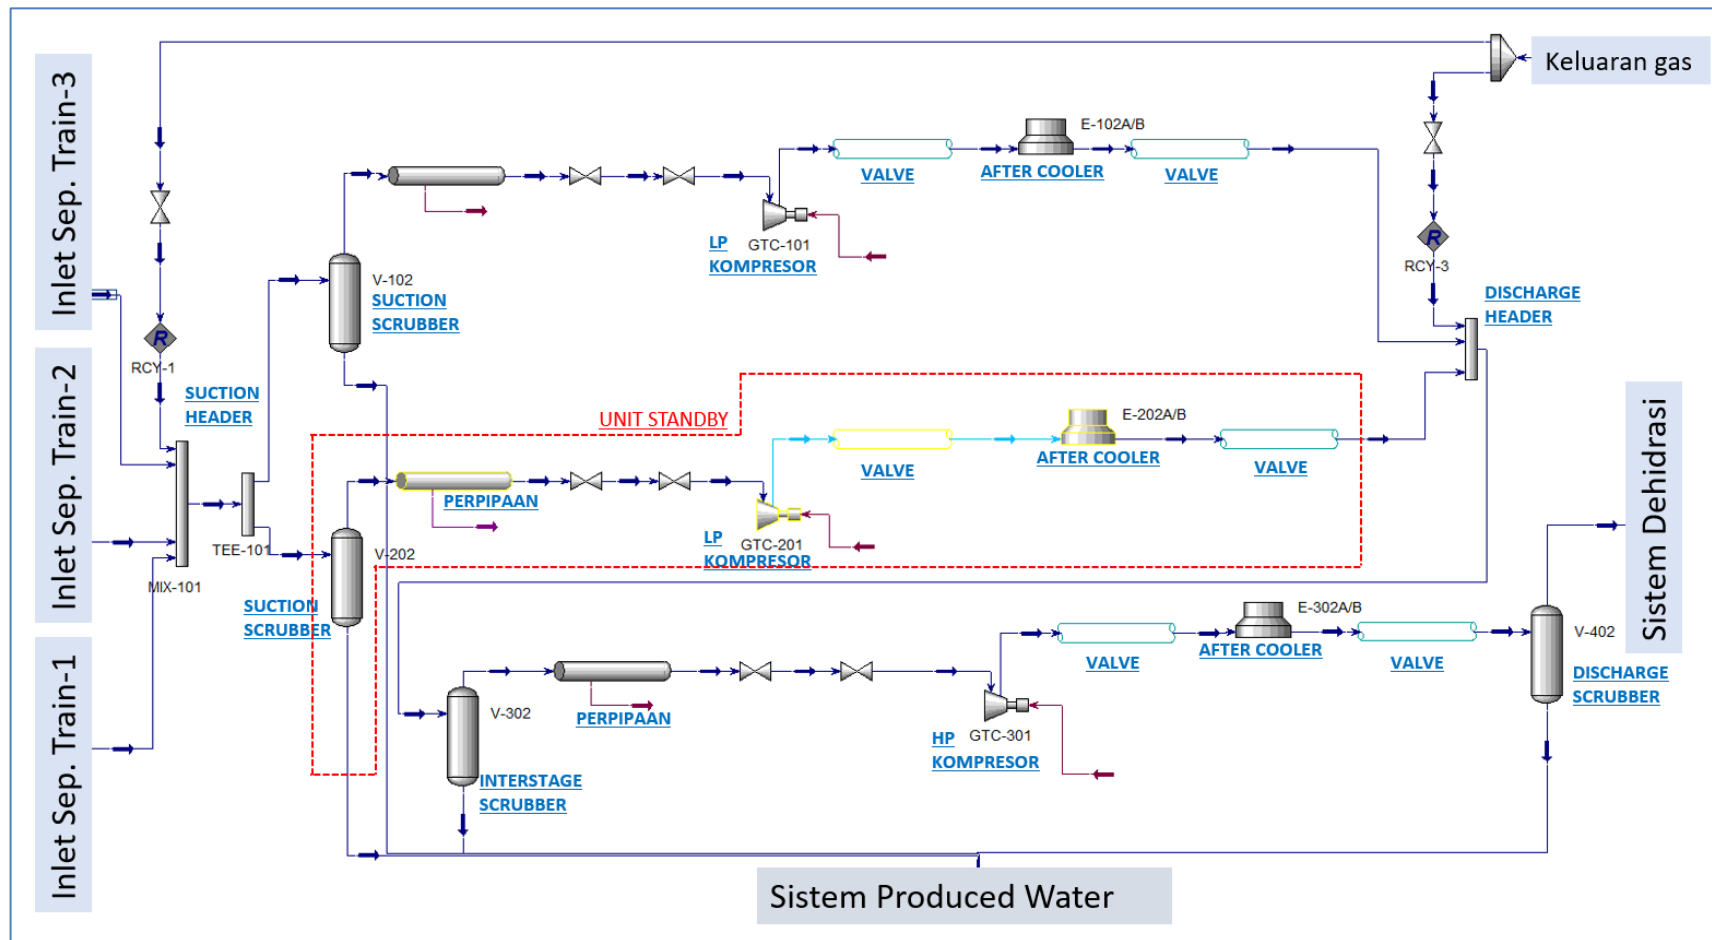 Inlet Sep. Train-3
Inlet Sep. Train-2
Inlet Sep. Train-1
Keluaran gas
E-102A/B
VALVE
AFTER COOLER
VALVE
LP
KOMPRESOR
GTC-101
V-102
SUCTION
SCRUBBER
R
RCY-3
DISCHARGE
HEADER
R
RCY-1
SUCTION
HEADER
UNIT STANDBY
E-202A/B
VALVE
AFTER COOLER
VALVE
PERPIPAAN
GTC-201
LP
KOMPRESOR
TEE-101
V-202
MIX-101
SUCTION
SCRUBBER
Sistem Dehidrasi
E-302A/B
VALVE
AFTER COOLER
VALVE
V-402
DISCHARGE
SCRUBBER
V-302
PERPIPAAN
HP
KOMPRESOR
GTC-301
INTERSTAGE
SCRUBBER
Sistem Produced Water